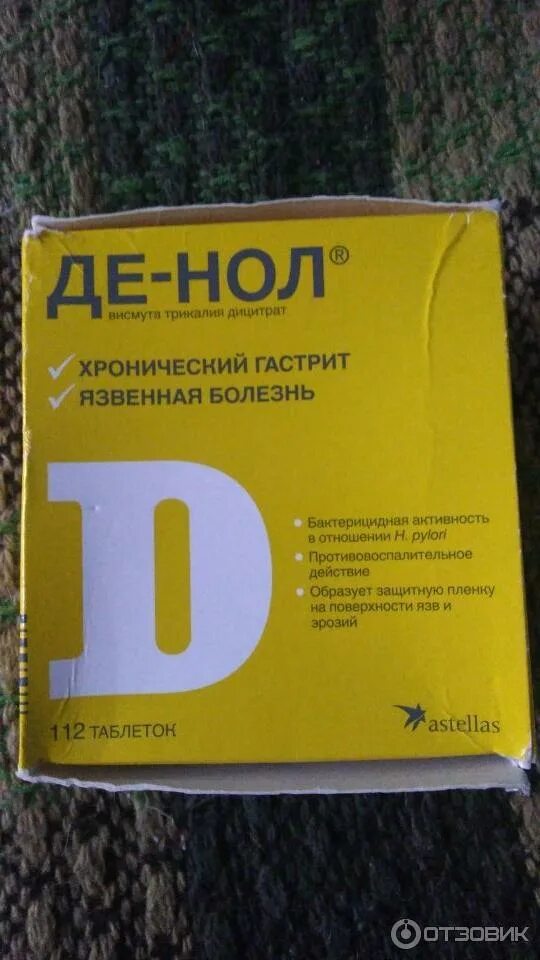 ДЕ-НОЛ®
висмута трикалия дицитрат
ХРОНИЧЕСКИЙ ГАСТРИТ
ЯЗВЕННАЯ БОЛЕЗНЬ
D
• Бактерицидная активность
в отношении H. pylori
• Противовоспалительное
действие
• Образует защитную пленку
на поверхности язв и
эрозий
112 ТАБЛЕТОК
astellas
ОТЗОВИК